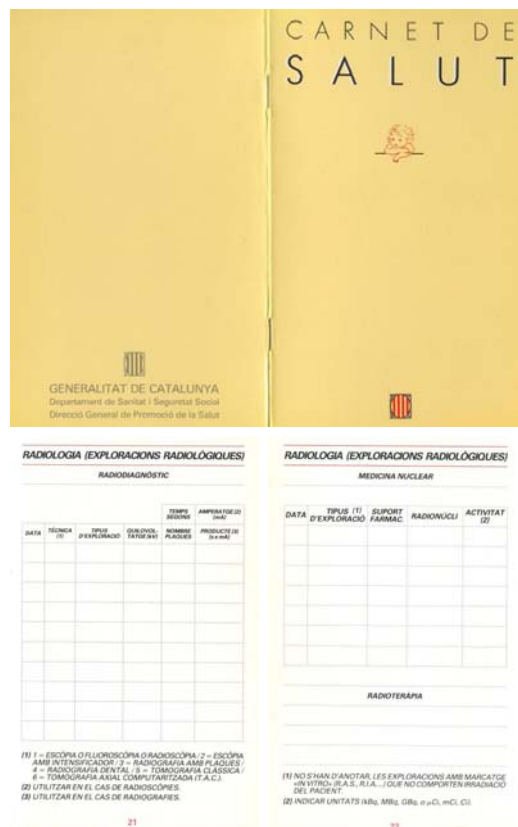 CARNET DE
SALUT
GENERALITAT DE CATALUNYA
Departament de Sanitat i Seguretat Social
Direcció General de Promoció de la Salut
RADIOLOGIA (EXPLORACIONS RADIOLÒGIQUES)
RADIODIAGNÒSTIC
TEMPS SEGONS
AMPERATGE (2) (mA)
DATA
TÈCNICA (1)
TIPUS D'EXPLORACIÓ
QUILOVOL-TATGE (kV)
NOMBRE PLAQUES
PRODUCTE (3) (s x mA)
(1) 1 = ESCÒPIA O FLUOROSCÒPIA O RADIOSCÒPIA / 2 = ESCÒPIA
AMB INTENSIFICADOR / 3 = RADIOGRAFIA AMB PLAQUES /
4 = RADIOGRAFIA DENTAL / 5 = TOMOGRAFIA CLÀSSICA /
6 = TOMOGRAFIA AXIAL COMPUTARITZADA (T.A.C.).
(2) UTILITZAR EN EL CAS DE RADIOSCÒPIES.
(3) UTILITZAR EN EL CAS DE RADIOGRAFIES.
21
RADIOLOGIA (EXPLORACIONS RADIOLÒGIQUES)
MEDICINA NUCLEAR
DATA
TIPUS (1) D'EXPLORACIÓ
SUPORT FARMAC.
RADIONÚCLI
ACTIVITAT (2)
RADIOTERÀPIA
(1) NO S'HAN D'ANOTAR, LES EXPLORACIONS AMB MARCATGE
«IN VITRO» (R.A.S., R.I.A....) QUE NO COMPORTEN IRRADIACIÓ
DEL PACIENT.
(2) INDICAR UNITATS (kBq, MBq, GBq, o µCi, mCi, Ci).